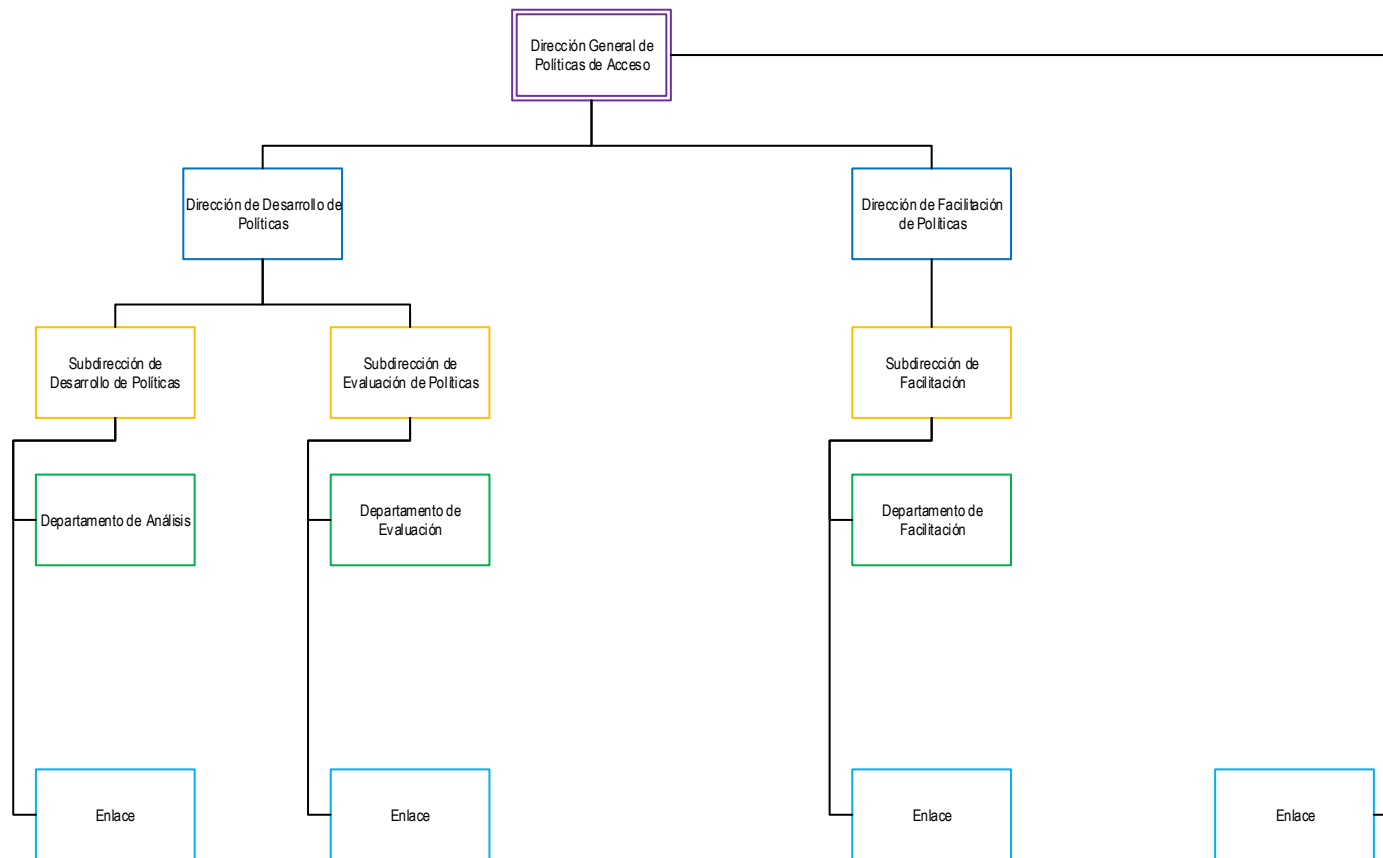 Dirección General de
Políticas de Acceso
Dirección de Desarrollo de
Políticas
Dirección de Facilitación
de Políticas
Subdirección de
Desarrollo de Políticas
Subdirección de
Evaluación de Políticas
Subdirección de
Facilitación
Departamento de Análisis
Departamento de
Evaluación
Departamento de
Facilitación
Enlace
Enlace
Enlace
Enlace